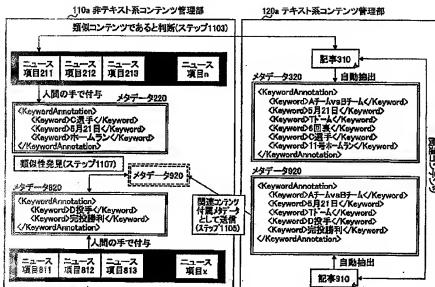 110a 非テキスト系コンテンツ管理部
類似コンテンツであると判断(ステップ1103)
ニュース
項目211
ニュース
項目212
ニュース
項目213
ニュース
項目n
人間の手で付与
メタデータ220
<KeywordAnnotation>
<Keyword>C選手</Keyword>
<Keyword>5月21日</Keyword>
<Keyword>ホームラン</Keyword>
</KeywordAnnotation>
類似性発見(ステップ1107)
メタデータ920
メタデータ820
<KeywordAnnotation>
<Keyword>D投手</Keyword>
<Keyword>完投勝利</Keyword>
</KeywordAnnotation>
人間の手で付与
ニュース
項目811
ニュース
項目812
ニュース
項目813
ニュース
項目x
関連コンテンツ
付属メタデータ
として送信
(ステップ1105)
120a テキスト系コンテンツ管理部
記事310
自動抽出
メタデータ320
<KeywordAnnotation>
<Keyword>AチームvsBチーム</Keyword>
<Keyword>5月21日</Keyword>
<Keyword>Tドーム</Keyword>
<Keyword>6回裏</Keyword>
<Keyword>C選手</Keyword>
<Keyword>11号ホームラン</Keyword>
</KeywordAnnotation>
メタデータ920
<KeywordAnnotation>
<Keyword>AチームvsBチーム</Keyword>
<Keyword>5月21日</Keyword>
<Keyword>Tドーム</Keyword>
<Keyword>D投手</Keyword>
<Keyword>完投勝利</Keyword>
</KeywordAnnotation>
自動抽出
記事910
関連コンテンツ